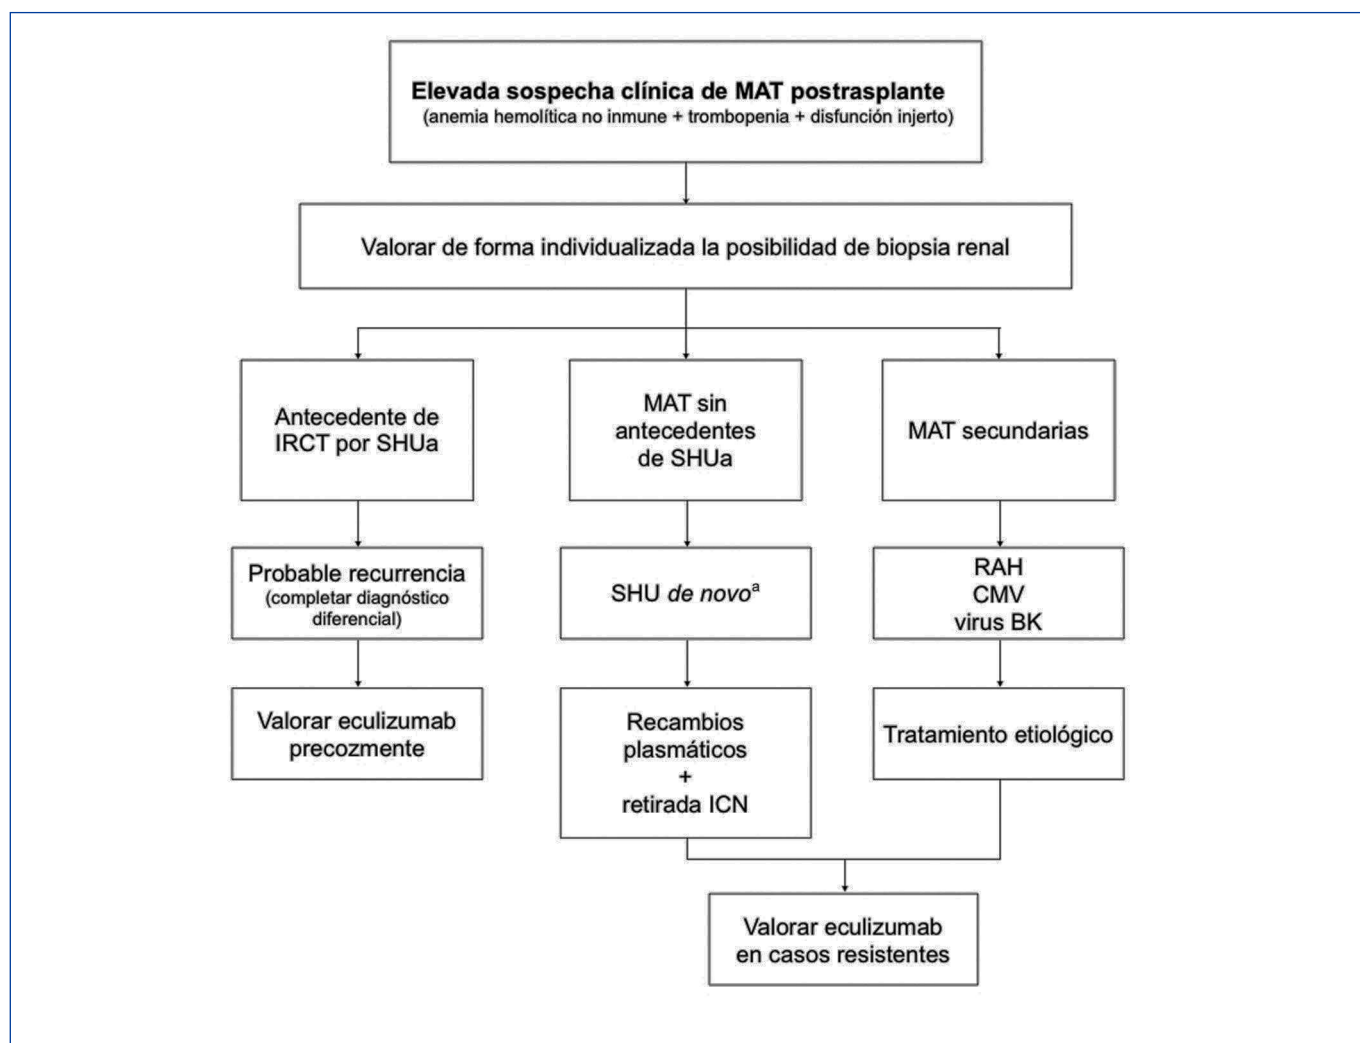 Elevada sospecha clínica de MAT postrasplante
(anemia hemolítica no inmune + trombopenia + disfunción injerto)
Valorar de forma individualizada la posibilidad de biopsia renal
Antecedente de
IRCT por SHUa
MAT sin
antecedentes
de SHUa
MAT secundarias
Probable recurrencia
(completar diagnóstico
diferencial)
SHU de novoª
RAH
CMV
virus BK
Valorar eculizumab
precozmente
Recambios
plasmáticos
+
retirada ICN
Tratamiento etiológico
Valorar eculizumab
en casos resistentes